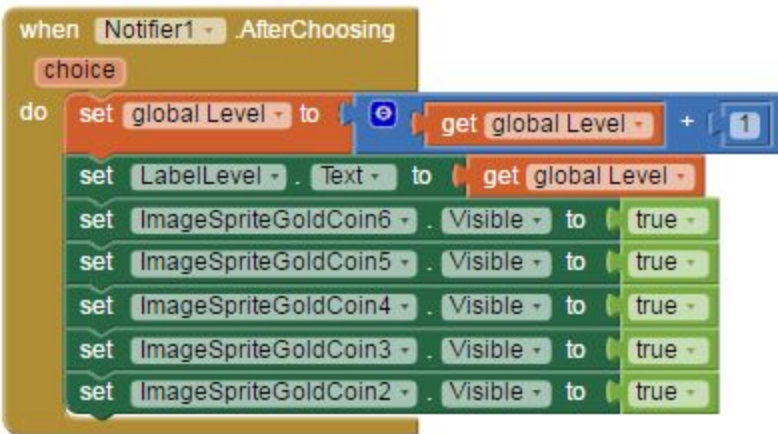 when Notifier1 .AfterChoosing
choice
do set global Level to get global Level + 1
set LabelLevel . Text to get global Level
set ImageSpriteGoldCoin6 . Visible to true
set ImageSpriteGoldCoin5 . Visible to true
set ImageSpriteGoldCoin4 . Visible to true
set ImageSpriteGoldCoin3 . Visible to true
set ImageSpriteGoldCoin2 . Visible to true